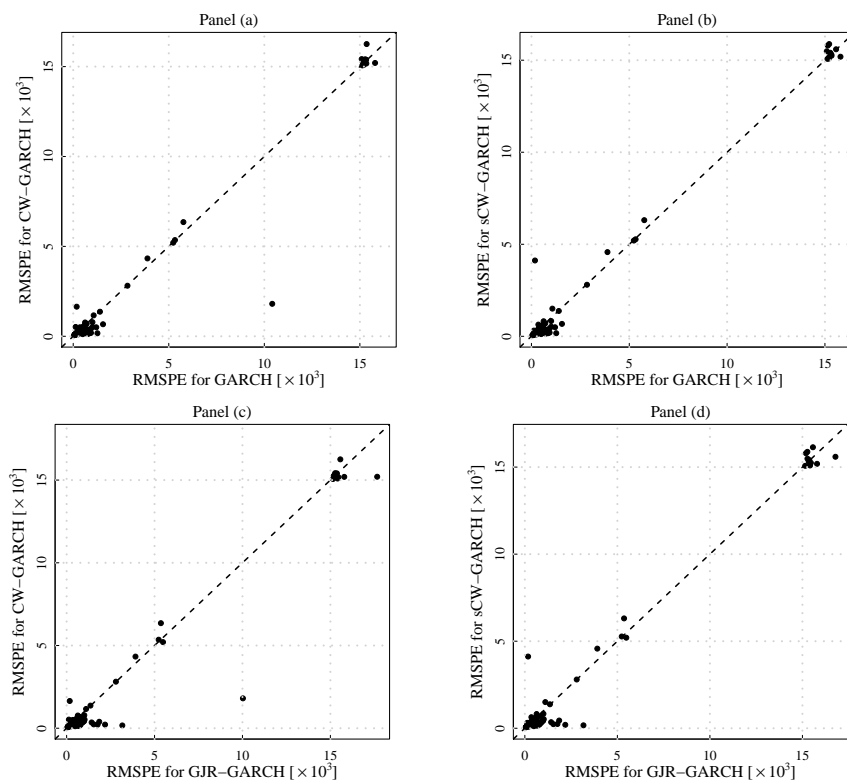 Panel (a)
RMSPE for CW−GARCH [×10³]
15
10
5
0
0
5
10
15
RMSPE for GARCH [×10³]
Panel (b)
RMSPE for sCW−GARCH [×10³]
15
10
5
0
0
5
10
15
RMSPE for GARCH [×10³]
Panel (c)
RMSPE for CW−GARCH [×10³]
15
10
5
0
0
5
10
15
RMSPE for GJR−GARCH [×10³]
Panel (d)
RMSPE for sCW−GARCH [×10³]
15
10
5
0
0
5
10
15
RMSPE for GJR−GARCH [×10³]